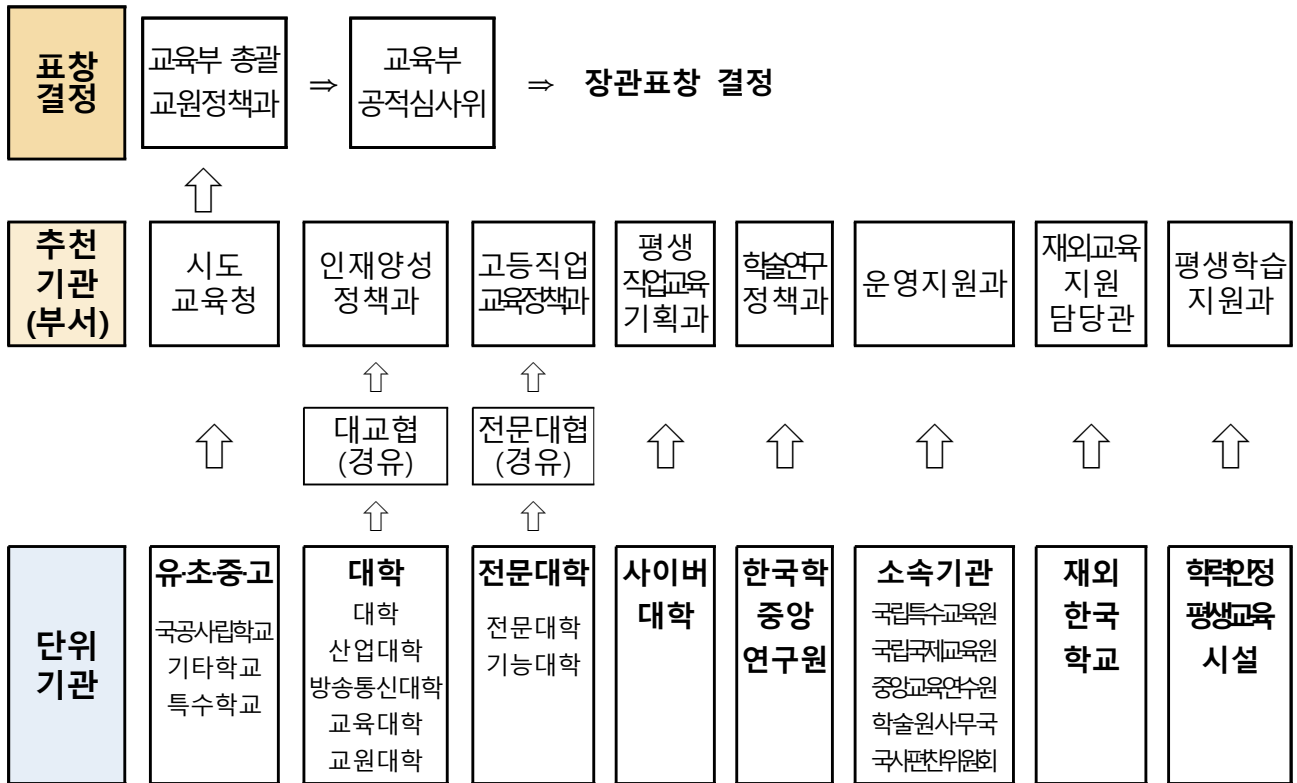 표창
결정
교육부 총괄
교원정책과
⇒
교육부
공적심사위
⇒ 장관표창 결정
⇧
추천
기관
(부서)
시도
교육청
인재양성
정책과
고등직업
교육정책과
평생
직업교육
기획과
학술연구
정책과
운영지원과
재외교육
지원
담당관
평생학습
지원과
⇧ ⇧
⇧
대교협
(경유)
전문대협
(경유)
⇧ ⇧ ⇧ ⇧ ⇧
⇧ ⇧
단위
기관
유·초·중·고
국공사립학교
기타학교
특수학교
대학
대학
산업대학
방송통신대학
교육대학
교원대학
전문대학
전문대학
기능대학
사이버
대학
한국학
중앙
연구원
소속기관
국립특수교육원
국립국제교육원
중앙교육연수원
학술원사무국
국사편찬위원회
재외
한국
학교
학력인정
평생교육
시설